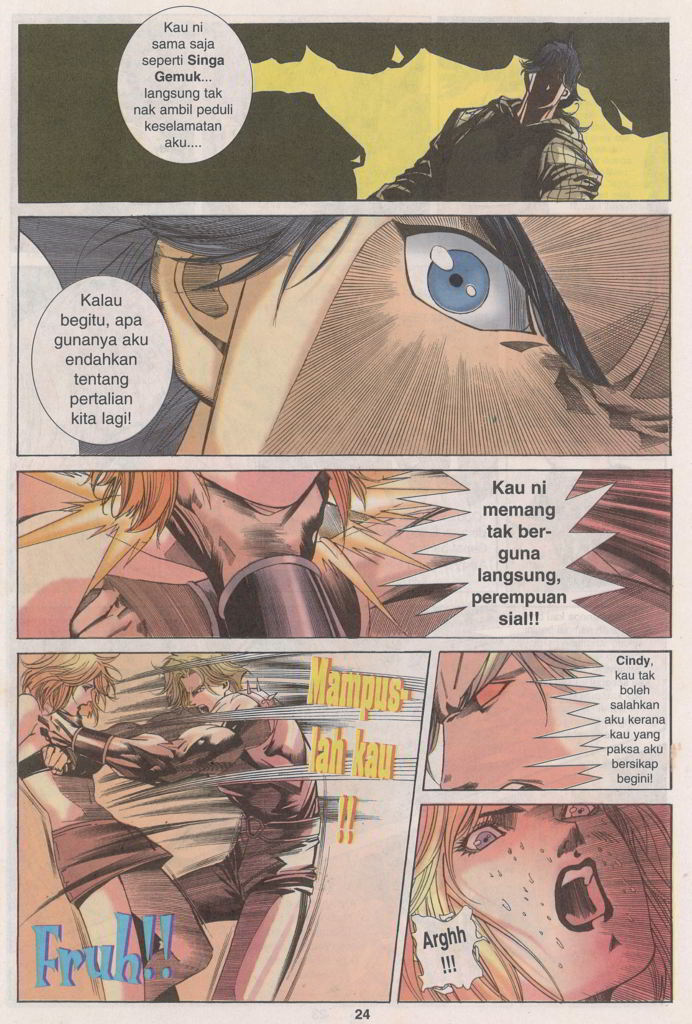 Kau ni
sama saja
seperti Singa
Gemuk...
langsung tak
nak ambil peduli
keselamatan
aku....
Kalau
begitu, apa
gunanya aku
endahkan
tentang
pertalian
kita lagi!
Kau ni
memang
tak ber-
guna
langsung,
perempuan
sial!!
Mampus-
lah kau
!!
Fruh!!
Cindy,
kau tak
boleh
salahkan
aku kerana
kau yang
paksa aku
bersikap
begini!
Arghh
!!!
24